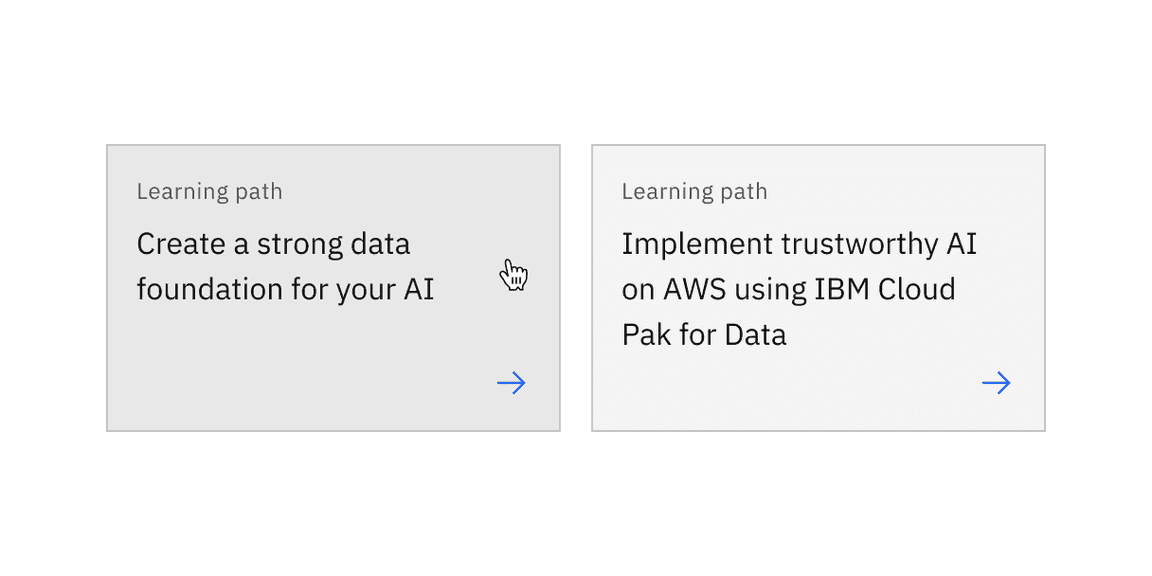 Learning path
Create a strong data
foundation for your AI
Learning path
Implement trustworthy AI
on AWS using IBM Cloud
Pak for Data